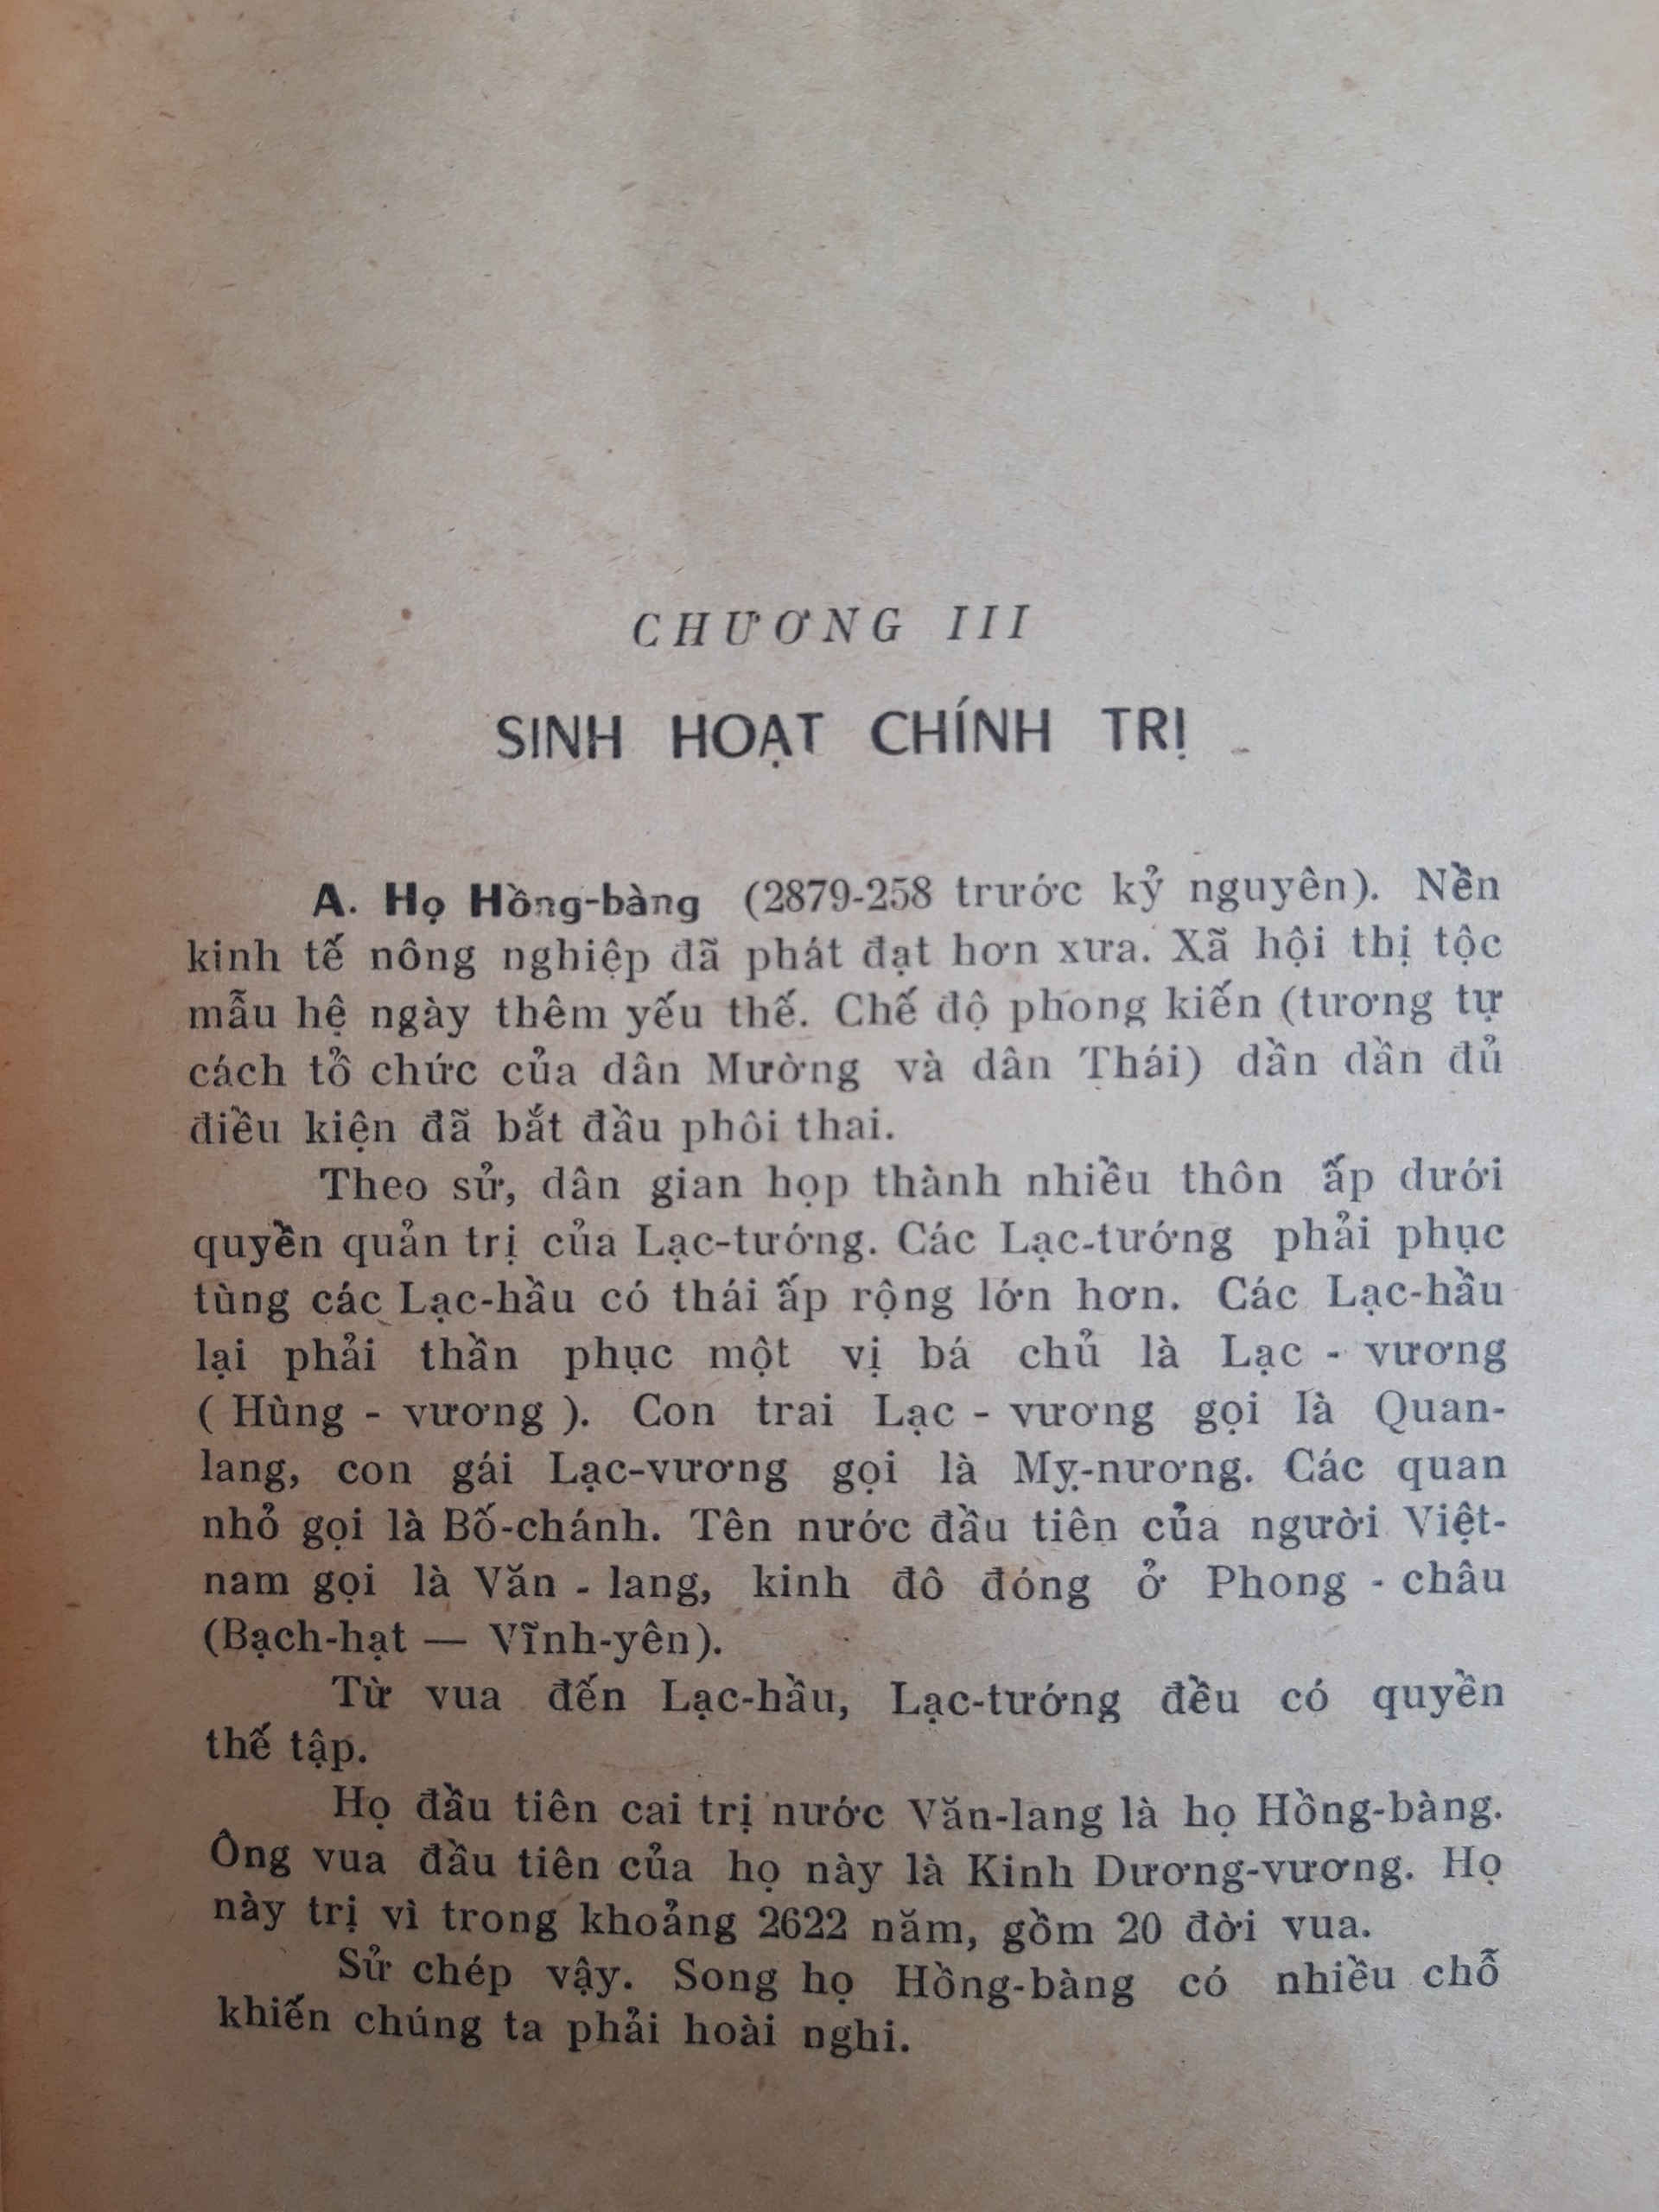 CHƯƠNG III
SINH HOẠT CHÍNH TRỊ
A. Họ Hồng-bàng (2879-258 trước kỷ nguyên). Nền
kinh tế nông nghiệp đã phát đạt hơn xưa. Xã hội thị tộc
mẫu hệ ngày thêm yếu thế. Chế độ phong kiến (tương tự
cách tổ chức của dân Mường và dân Thái) dần dần đủ
điều kiện đã bắt đầu phôi thai.
Theo sử, dân gian họp thành nhiều thôn ấp dưới
quyền quản trị của Lạc-tướng. Các Lạc-tướng phải phục
tùng các Lạc-hầu có thái ấp rộng lớn hơn. Các Lạc-hầu
lại phải thần phục một vị bá chủ là Lạc - vương
( Hùng - vương ). Con trai Lạc - vương gọi là Quan-
lang, con gái Lạc-vương gọi là Mỵ-nương. Các quan
nhỏ gọi là Bố-chánh. Tên nước đầu tiên của người Việt-
nam gọi là Văn - lang, kinh đô đóng ở Phong - châu
(Bạch-hạt — Vĩnh-yên).
Từ vua đến Lạc-hầu, Lạc-tướng đều có quyền
thế tập.
Họ đầu tiên cai trị nước Văn-lang là họ Hồng-bàng.
Ông vua đầu tiên của họ này là Kinh Dương-vương. Họ
này trị vì trong khoảng 2622 năm, gồm 20 đời vua.
Sử chép vậy. Song họ Hồng-bàng có nhiều chỗ
khiến chúng ta phải hoài nghi.